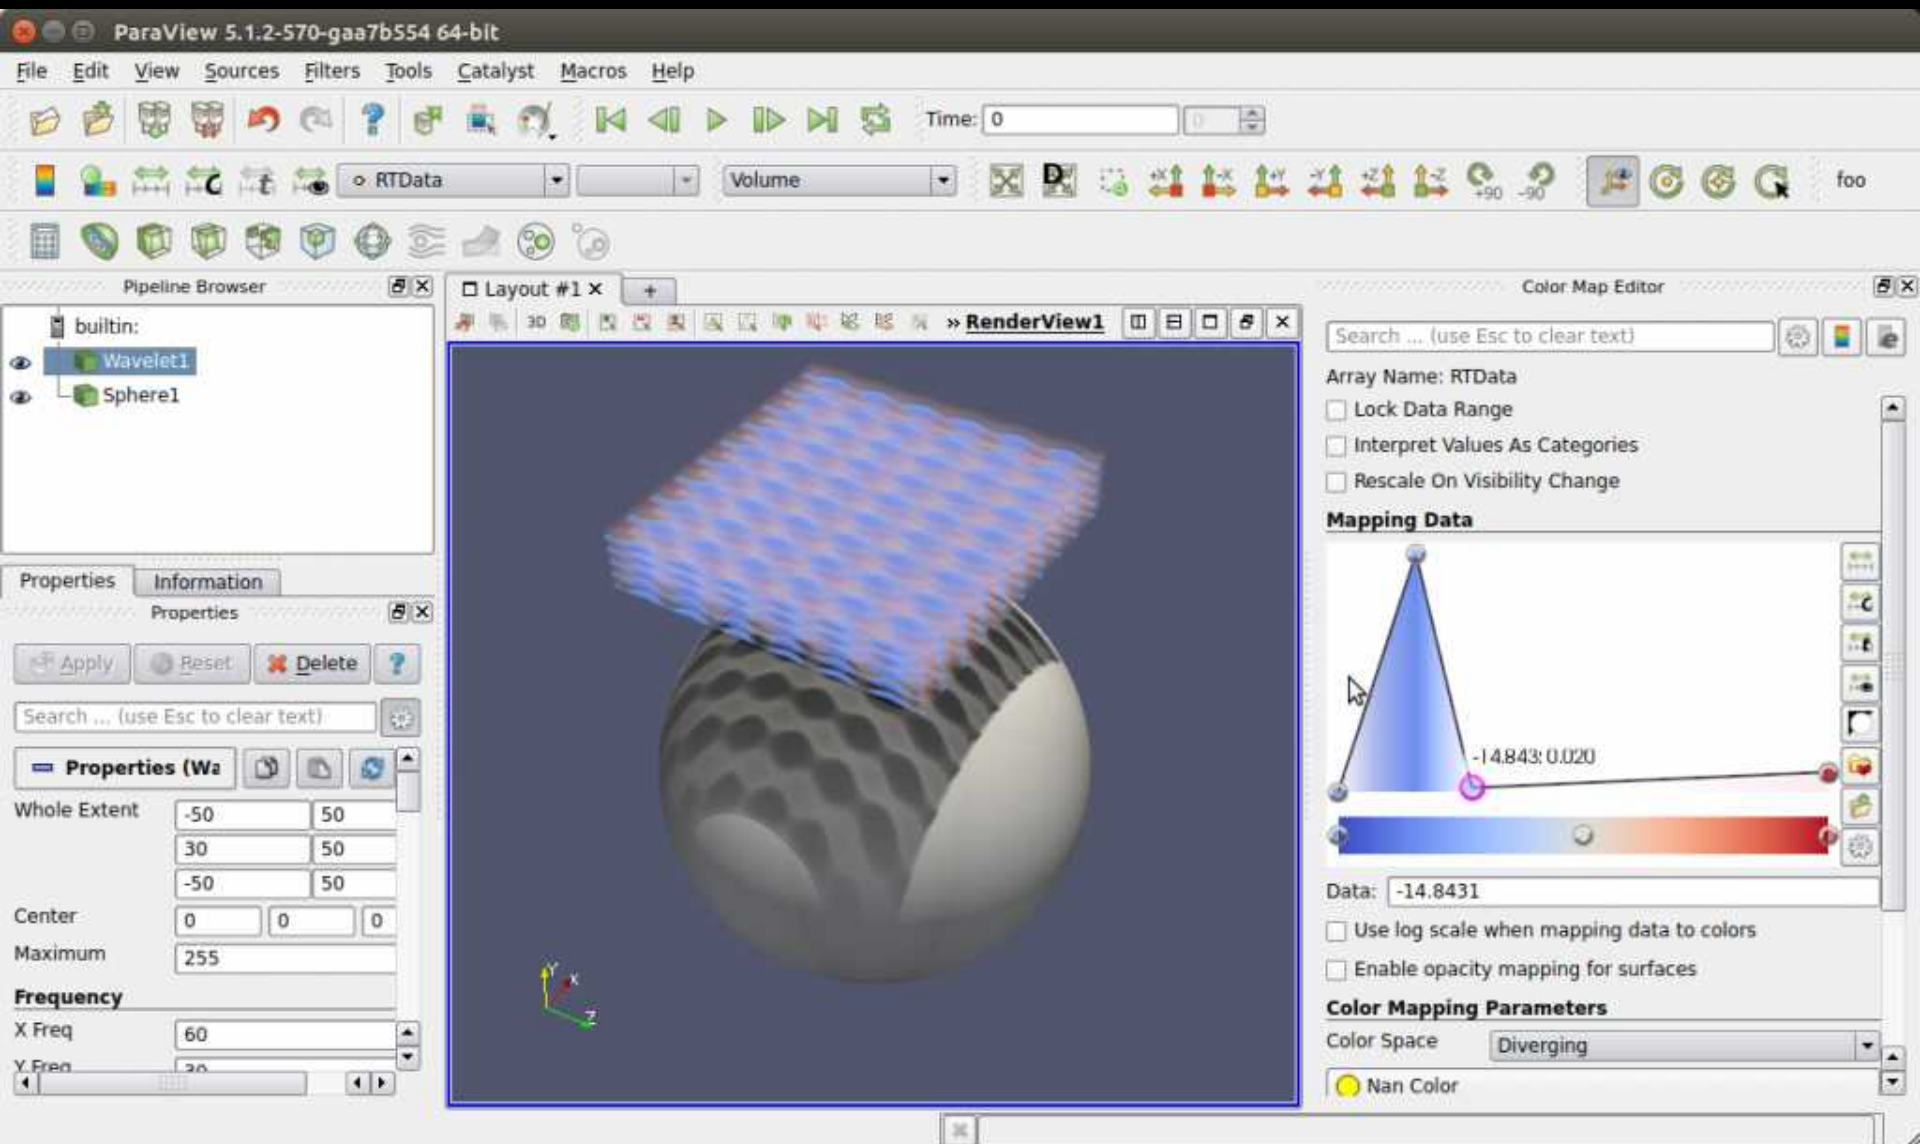 ParaView 5.1.2-570-gaa7b554 64-bit
File Edit View Sources Filters Tools Catalyst Macros Help
Time: 0 0
RTData Volume +X -X +Y -Y +Z -Z +90 -90 foo
Pipeline Browser
builtin:
Wavelet1
Sphere1
Properties Information
Properties
Apply Reset Delete ?
Search ... (use Esc to clear text)
Properties (Wa
Whole Extent -50 50
30 50
-50 50
Center 0 0 0
Maximum 255
Frequency
X Freq 60
Y Freq 30
Layout #1 × +
3D » RenderView1
Y X
Z
Color Map Editor
Search ... (use Esc to clear text)
Array Name: RTData
Lock Data Range
Interpret Values As Categories
Rescale On Visibility Change
Mapping Data
-14.843: 0.020
Data: -14.8431
Use log scale when mapping data to colors
Enable opacity mapping for surfaces
Color Mapping Parameters
Color Space Diverging
Nan Color